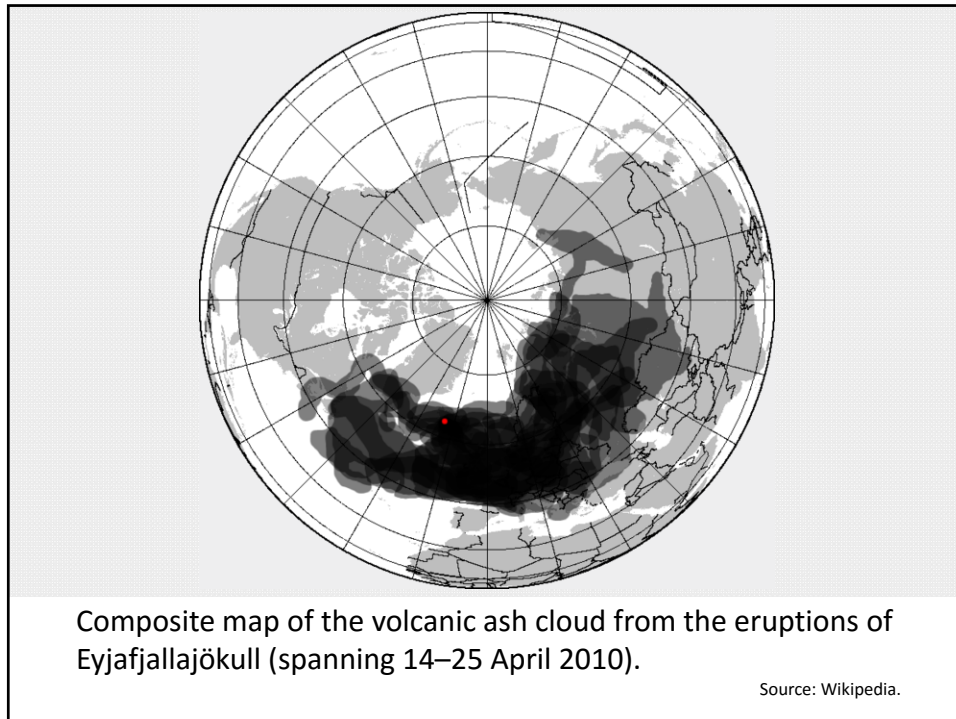 Composite map of the volcanic ash cloud from the eruptions of
Eyjafjallajökull (spanning 14–25 April 2010).
Source: Wikipedia.